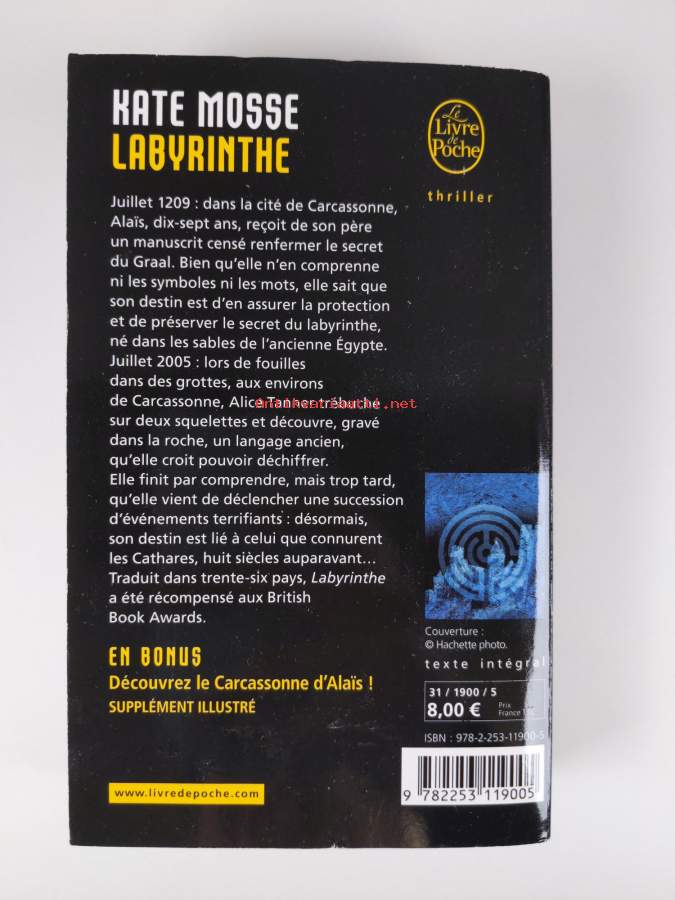 KATE MOSSE
LABYRINTHE
Le
Livre
de
Poche
thriller
Juillet 1209 : dans la cité de Carcassonne,
Alaïs, dix-sept ans, reçoit de son père
un manuscrit censé renfermer le secret
du Graal. Bien qu'elle n'en comprenne
ni les symboles ni les mots, elle sait que
son destin est d'en assurer la protection
et de préserver le secret du labyrinthe,
né dans les sables de l'ancienne Égypte.
Juillet 2005 : lors de fouilles
dans des grottes, aux environs
de Carcassonne, Alice Tanner trébuche
antikvariaatti.net
sur deux squelettes et découvre, gravé
dans la roche, un langage ancien,
qu'elle croit pouvoir déchiffrer.
Elle finit par comprendre, mais trop tard,
qu'elle vient de déclencher une succession
d'événements terrifiants : désormais,
son destin est lié à celui que connurent
les Cathares, huit siècles auparavant...
Traduit dans trente-six pays, Labyrinthe
a été récompensé aux British
Book Awards.
EN BONUS
Découvrez le Carcassonne d'Alaïs !
SUPPLÉMENT ILLUSTRÉ
www.livredepoche.com
Couverture :
© Hachette photo.
texte intégral
31 / 1900 / 5
8,00 €
Prix
France
ISBN : 978-2-253-11900-5
9 782253 119005